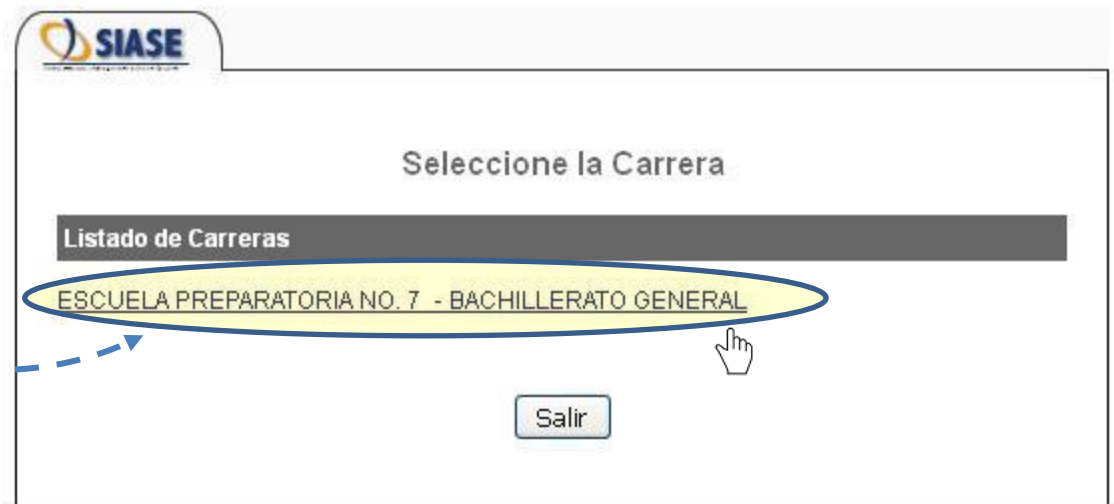 SIASE
Seleccione la Carrera
Listado de Carreras
ESCUELA PREPARATORIA NO. 7 - BACHILLERATO GENERAL
Salir